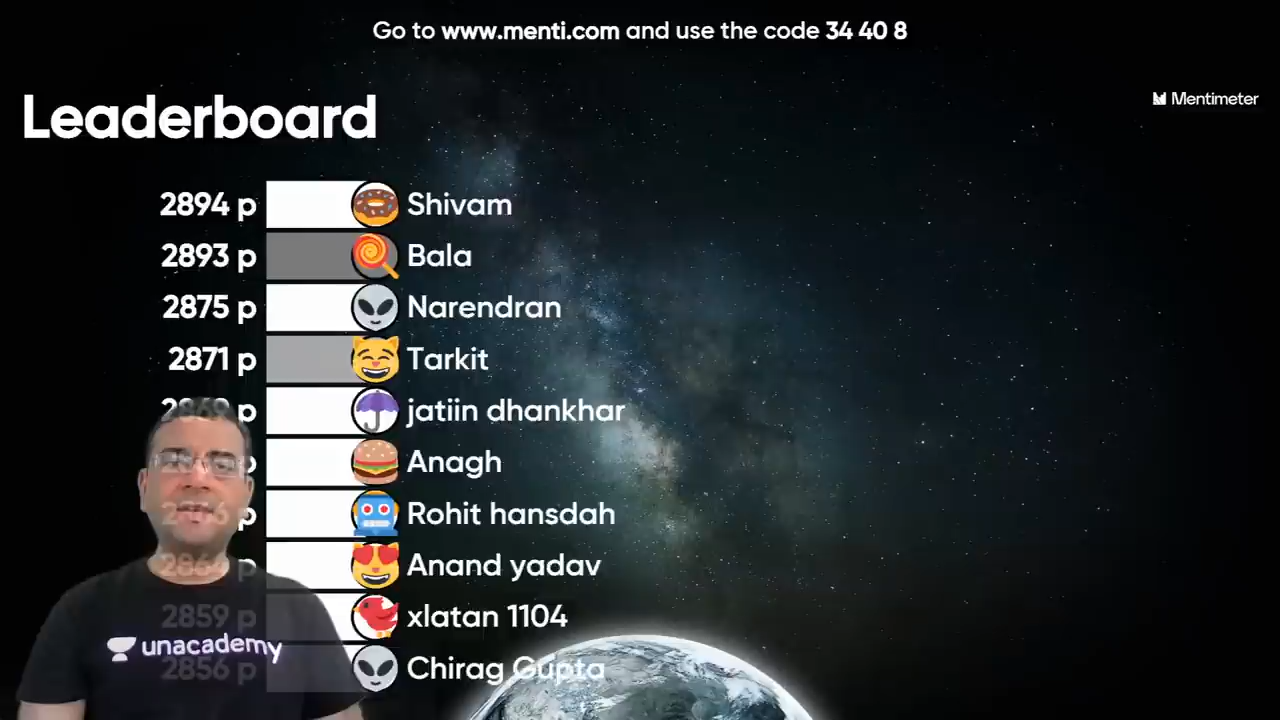 Go to www.menti.com and use the code 34 40 8
Leaderboard
Mentimeter
2894 p Shivam
2893 p Bala
2875 p Narendran
2871 p Tarkit
p jatiin dhankhar
p Anagh
p Rohit hansdah
p Anand yadav
2859 p xlatan 1104
2856 p Chirag Gupta
unacademy